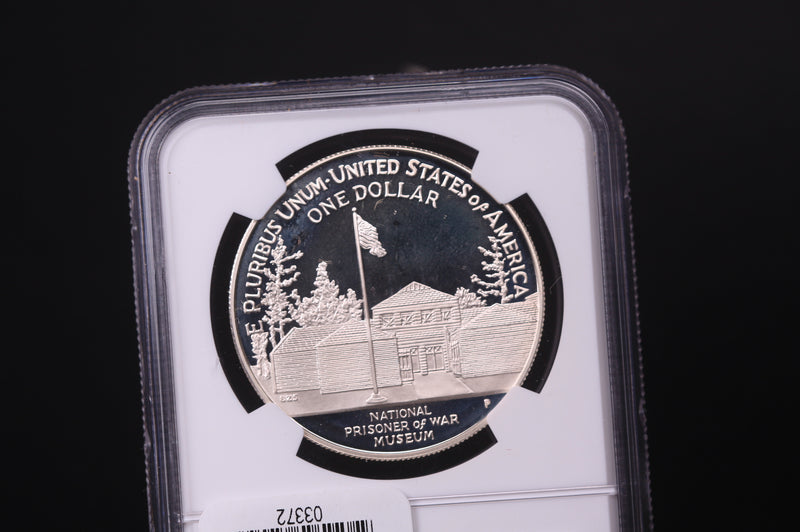 E PLURIBUS UNUM · UNITED STATES OF AMERICA
ONE DOLLAR
NATIONAL
PRISONER OF WAR
MUSEUM
P
03372